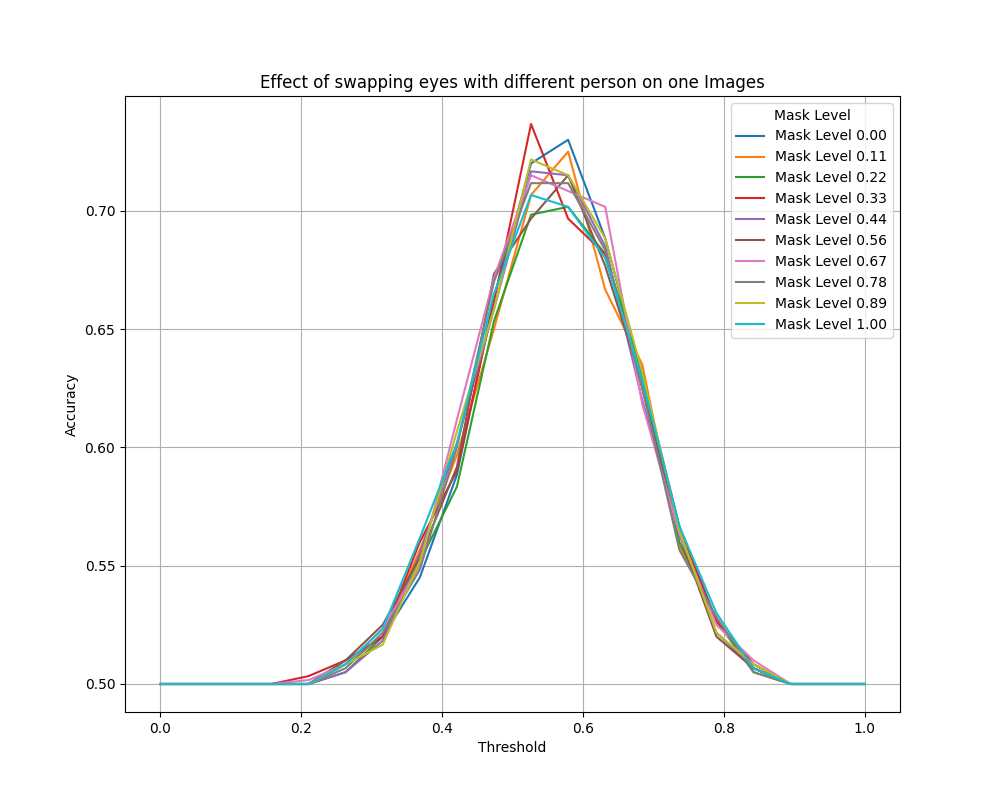 Effect of swapping eyes with different person on one Images
Mask Level
Mask Level 0.00
Mask Level 0.11
Mask Level 0.22
Mask Level 0.33
Mask Level 0.44
Mask Level 0.56
Mask Level 0.67
Mask Level 0.78
Mask Level 0.89
Mask Level 1.00
0.70
0.65
0.60
0.55
0.50
Accuracy
0.0 0.2 0.4 0.6 0.8 1.0
Threshold